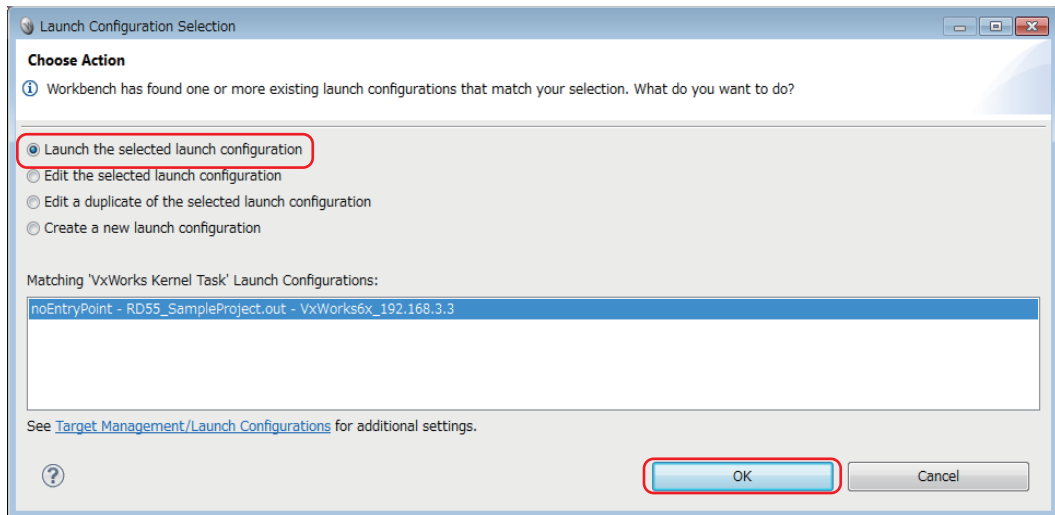 Launch Configuration Selection
Choose Action
Workbench has found one or more existing launch configurations that match your selection. What do you want to do?
Launch the selected launch configuration
Edit the selected launch configuration
Edit a duplicate of the selected launch configuration
Create a new launch configuration
Matching 'VxWorks Kernel Task' Launch Configurations:
noEntryPoint - RD55_SampleProject.out - VxWorks6x_192.168.3.3
See Target Management/Launch Configurations for additional settings.
OK Cancel